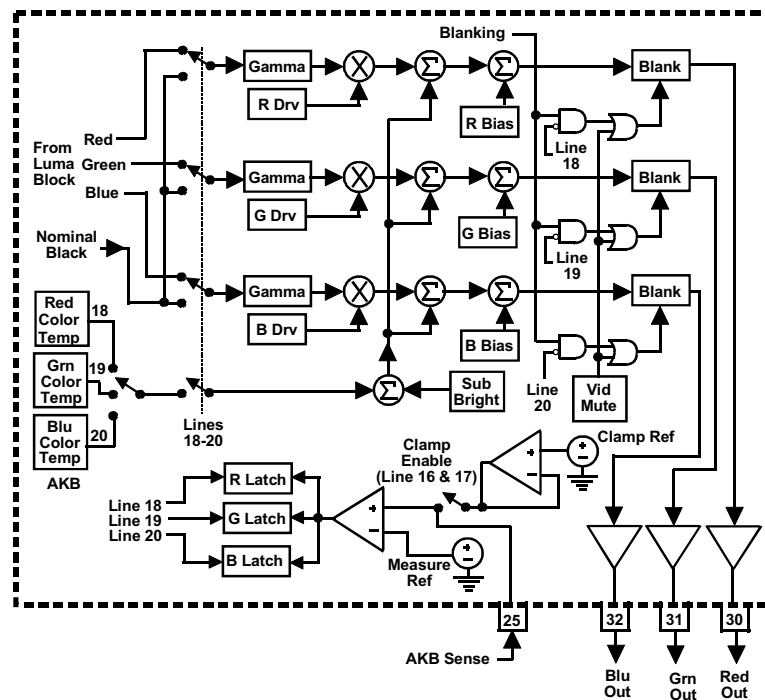 Blanking
Gamma
X
Σ
Σ
Blank
R Drv
R Bias
Line
18
Red
From
Luma
Block
Green
Blue
Gamma
X
Σ
Σ
Blank
G Drv
G Bias
Line
19
Nominal
Black
Gamma
X
Σ
Σ
Blank
B Drv
B Bias
Line
20
Vid
Mute
Red
Color
Temp
18
Grn
Color
Temp
19
Blu
Color
Temp
20
AKB
Lines
18-20
Σ
Sub
Bright
Clamp
Enable
(Line 16 & 17)
Clamp Ref
+
-
+
-
R Latch
G Latch
B Latch
Line 18
Line 19
Line 20
+
-
+
-
Measure
Ref
25
32
31
30
AKB Sense
Blu
Out
Grn
Out
Red
Out